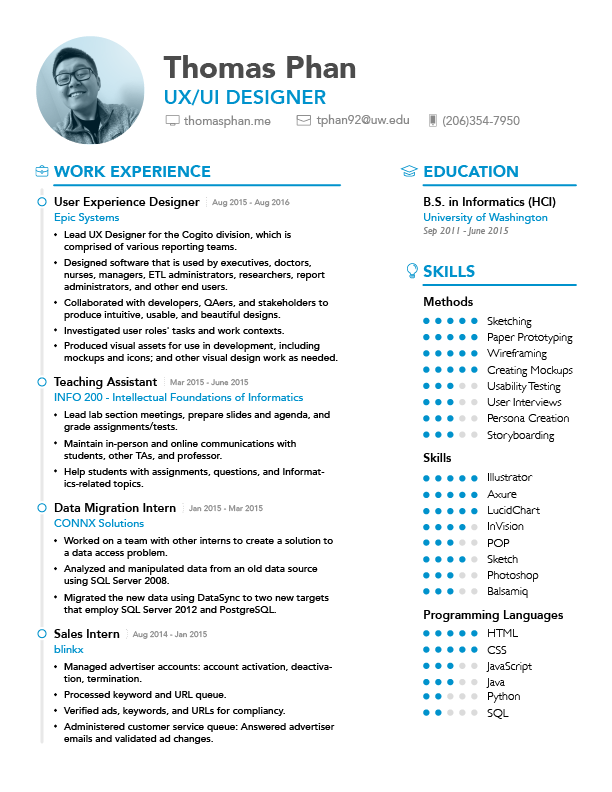 Thomas Phan
UX/UI DESIGNER
thomasphan.me tphan92@uw.edu (206)354-7950
WORK EXPERIENCE
User Experience Designer Aug 2015 - Aug 2016
Epic Systems
• Lead UX Designer for the Cogito division, which is
comprised of various reporting teams.
• Designed software that is used by executives, doctors,
nurses, managers, ETL administrators, researchers, report
administrators, and other end users.
• Collaborated with developers, QAers, and stakeholders to
produce intuitive, usable, and beautiful designs.
• Investigated user roles' tasks and work contexts.
• Produced visual assets for use in development, including
mockups and icons; and other visual design work as needed.
Teaching Assistant Mar 2015 - June 2015
INFO 200 - Intellectual Foundations of Informatics
• Lead lab section meetings, prepare slides and agenda, and
grade assignments/tests.
• Maintain in-person and online communications with
students, other TAs, and professor.
• Help students with assignments, questions, and Informat-
ics-related topics.
Data Migration Intern Jan 2015 - Mar 2015
CONNX Solutions
• Worked on a team with other interns to create a solution to
a data access problem.
• Analyzed and manipulated data from an old data source
using SQL Server 2008.
• Migrated the new data using DataSync to two new targets
that employ SQL Server 2012 and PostgreSQL.
Sales Intern Aug 2014 - Jan 2015
blinkx
• Managed advertiser accounts: account activation, deactiva-
tion, termination.
• Processed keyword and URL queue.
• Verified ads, keywords, and URLs for compliancy.
• Administered customer service queue: Answered advertiser
emails and validated ad changes.
EDUCATION
B.S. in Informatics (HCI)
University of Washington
Sep 2011 - June 2015
SKILLS
Methods
Sketching
Paper Prototyping
Wireframing
Creating Mockups
Usability Testing
User Interviews
Persona Creation
Storyboarding
Skills
Illustrator
Axure
LucidChart
InVision
POP
Sketch
Photoshop
Balsamiq
Programming Languages
HTML
CSS
JavaScript
Java
Python
SQL